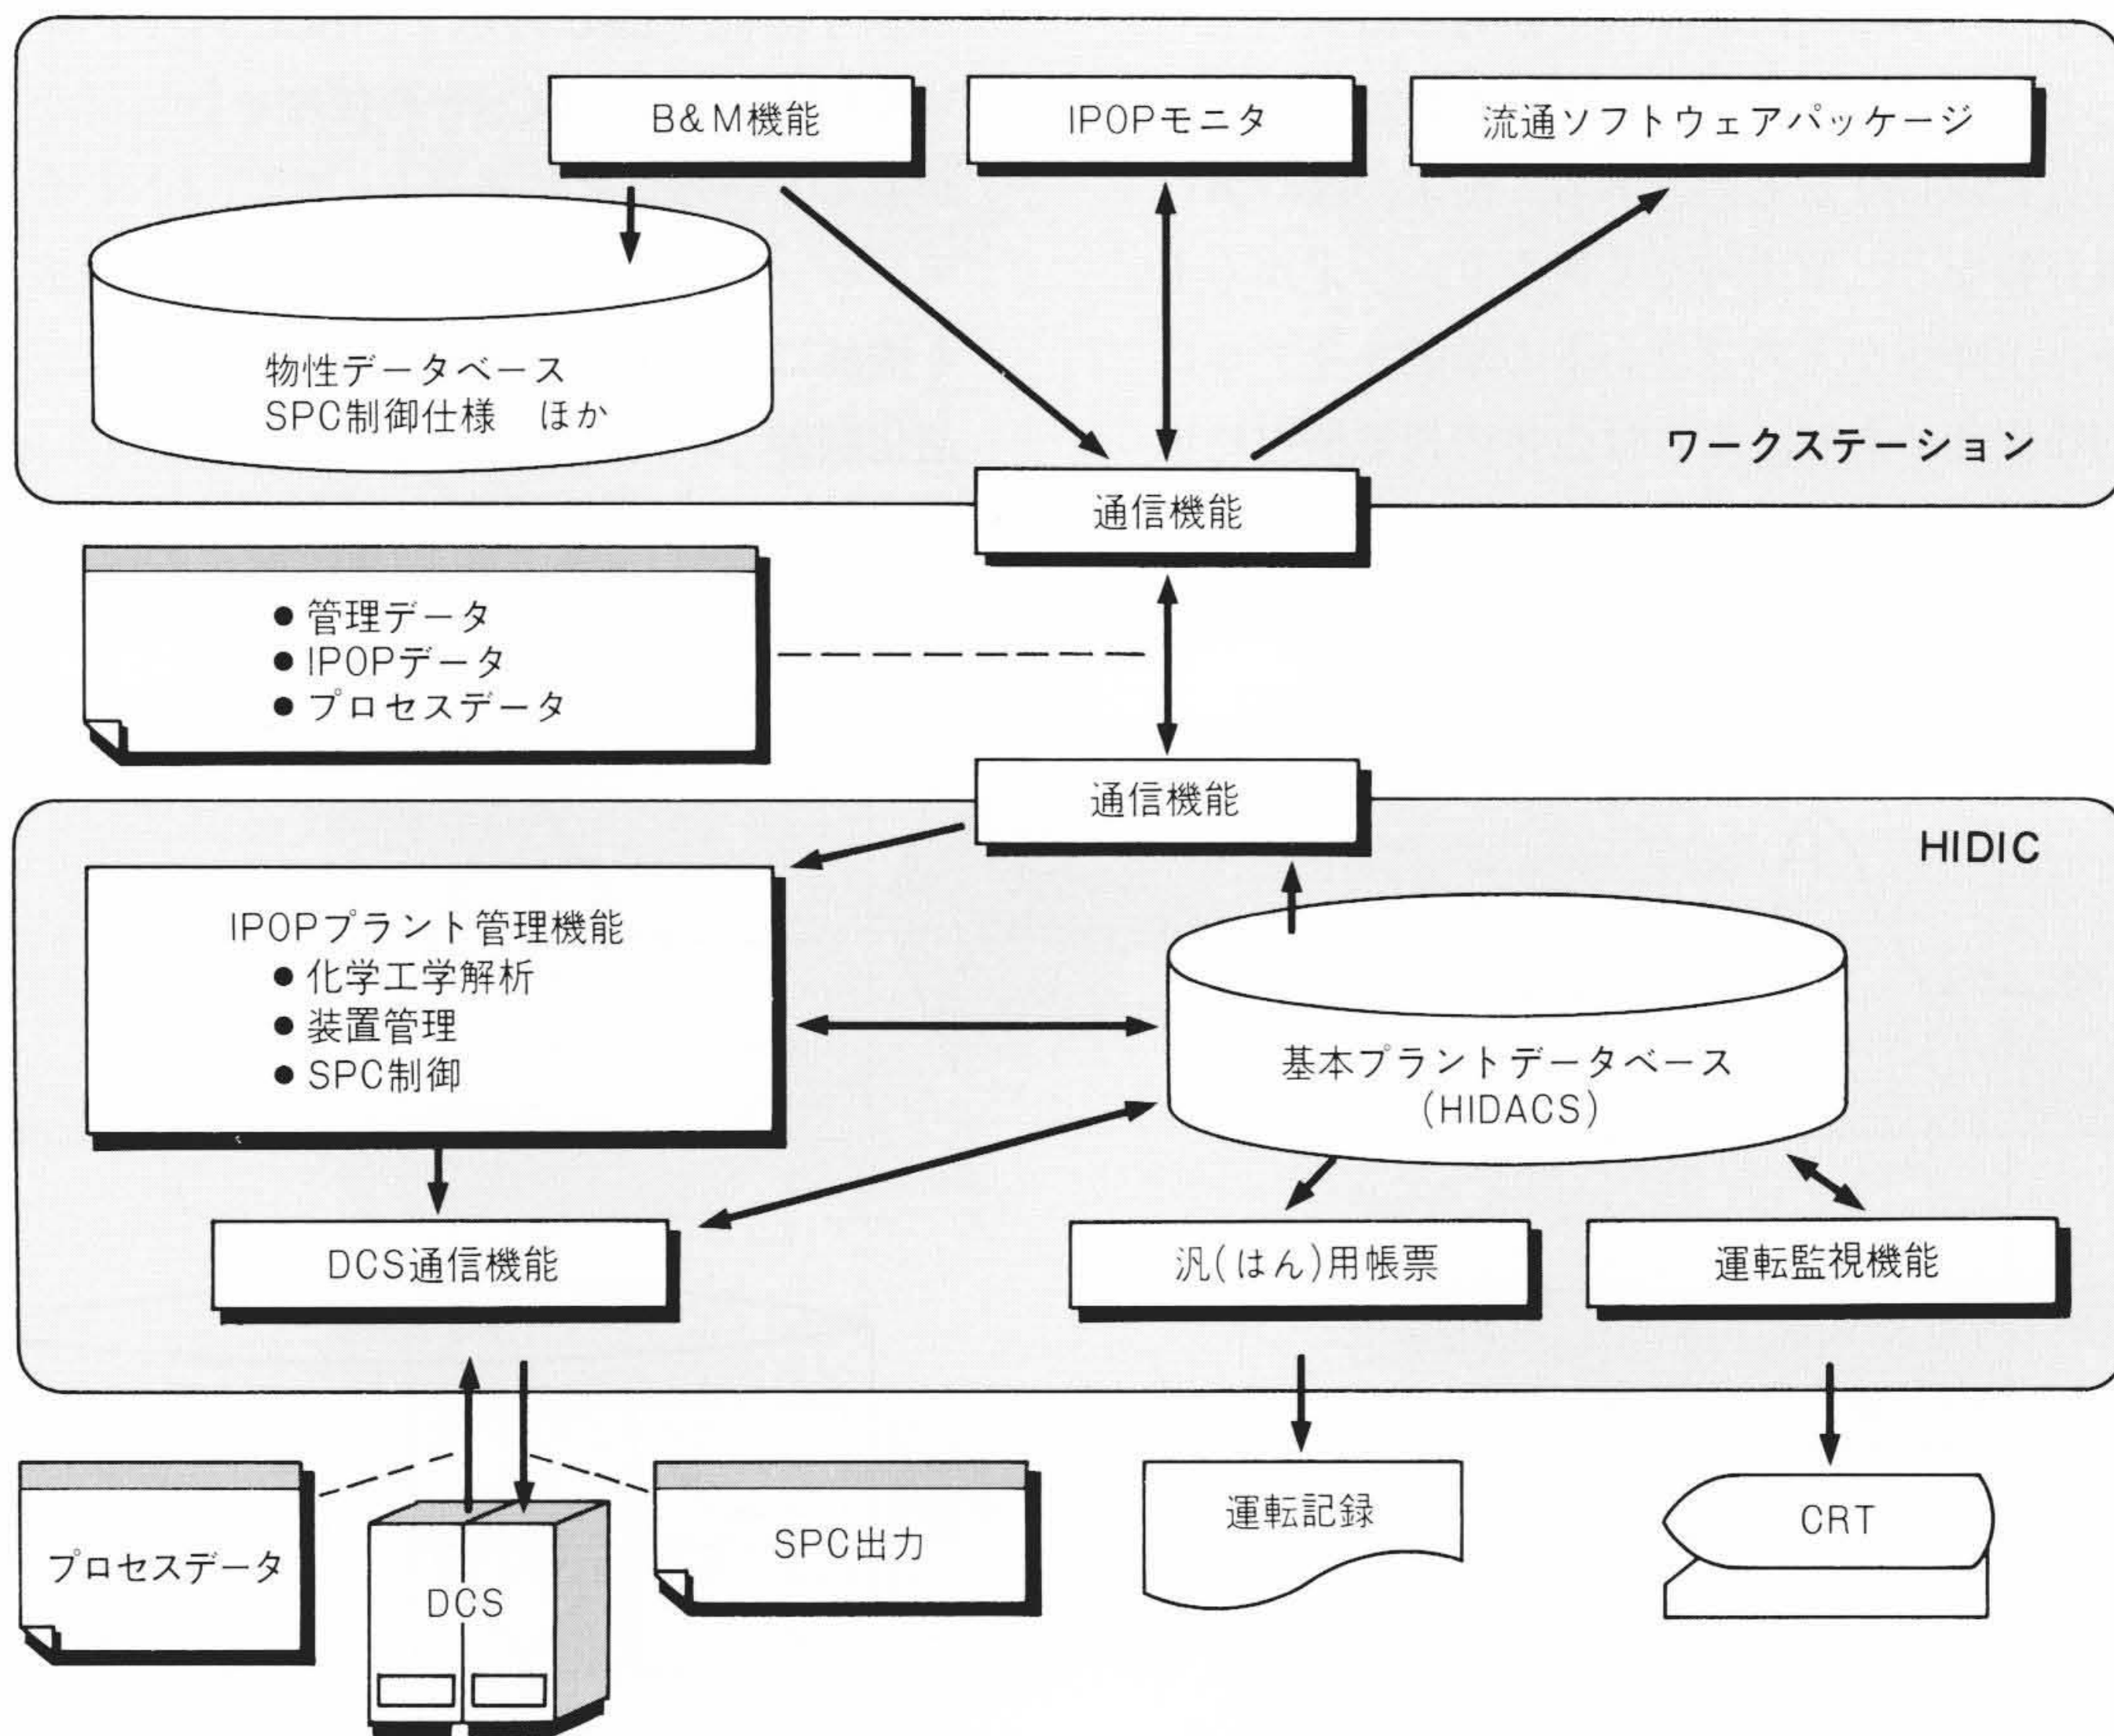 B&M機能
IPOPモニタ
流通ソフトウェアパッケージ
物性データベース
SPC制御仕様　ほか
ワークステーション
通信機能
● 管理データ
● IPOPデータ
● プロセスデータ
通信機能
HIDIC
IPOPプラント管理機能
● 化学工学解析
● 装置管理
● SPC制御
基本プラントデータベース
(HIDACS)
DCS通信機能
汎(はん)用帳票
運転監視機能
プロセスデータ
DCS
SPC出力
運転記録
CRT